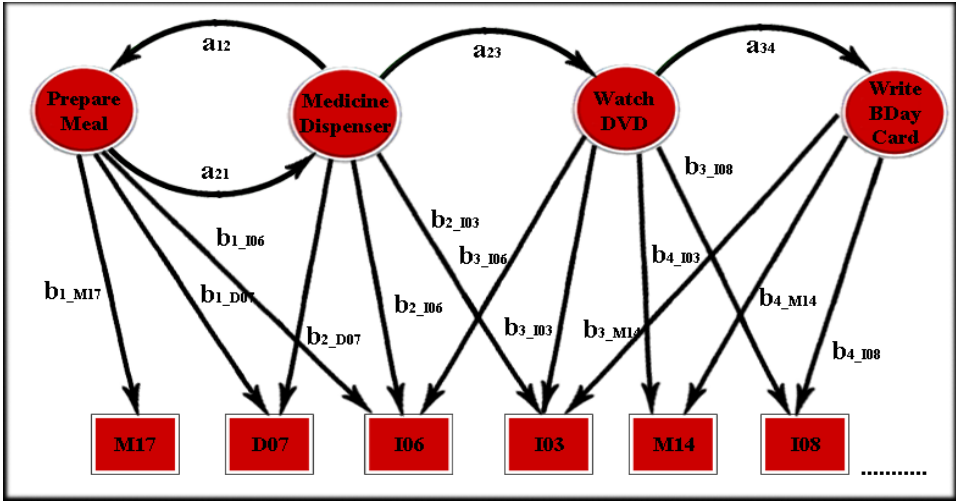 a12
a23
a34
Prepare
Meal
Medicine
Dispenser
Watch
DVD
Write
BDay
Card
a21
b3_I08
b1_I06
b2_I03
b3_I06
b4_I03
b1_M17
b1_D07
b2_D07
b2_I06
b3_I03
b3_M14
b4_M14
b4_I08
M17
D07
I06
I03
M14
I08
...........